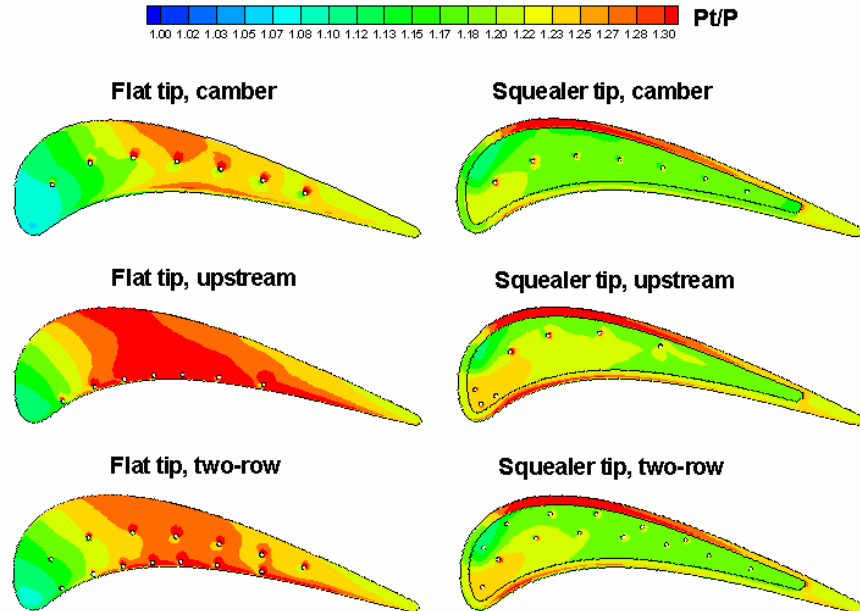 Pt/P
1.00 1.02 1.03 1.05 1.07 1.08 1.10 1.12 1.13 1.15 1.17 1.18 1.20 1.22 1.23 1.25 1.27 1.28 1.30
Flat tip, camber
Squealer tip, camber
Flat tip, upstream
Squealer tip, upstream
Flat tip, two-row
Squealer tip, two-row